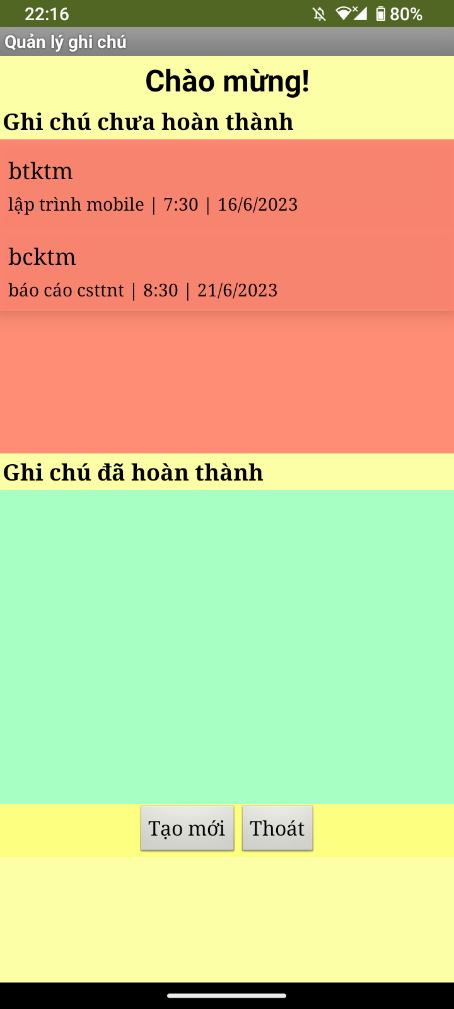 22:16 80%
Quản lý ghi chú
Chào mừng!
Ghi chú chưa hoàn thành
btktm
lập trình mobile | 7:30 | 16/6/2023
bcktm
báo cáo csttnt | 8:30 | 21/6/2023
Ghi chú đã hoàn thành
Tạo mới Thoát